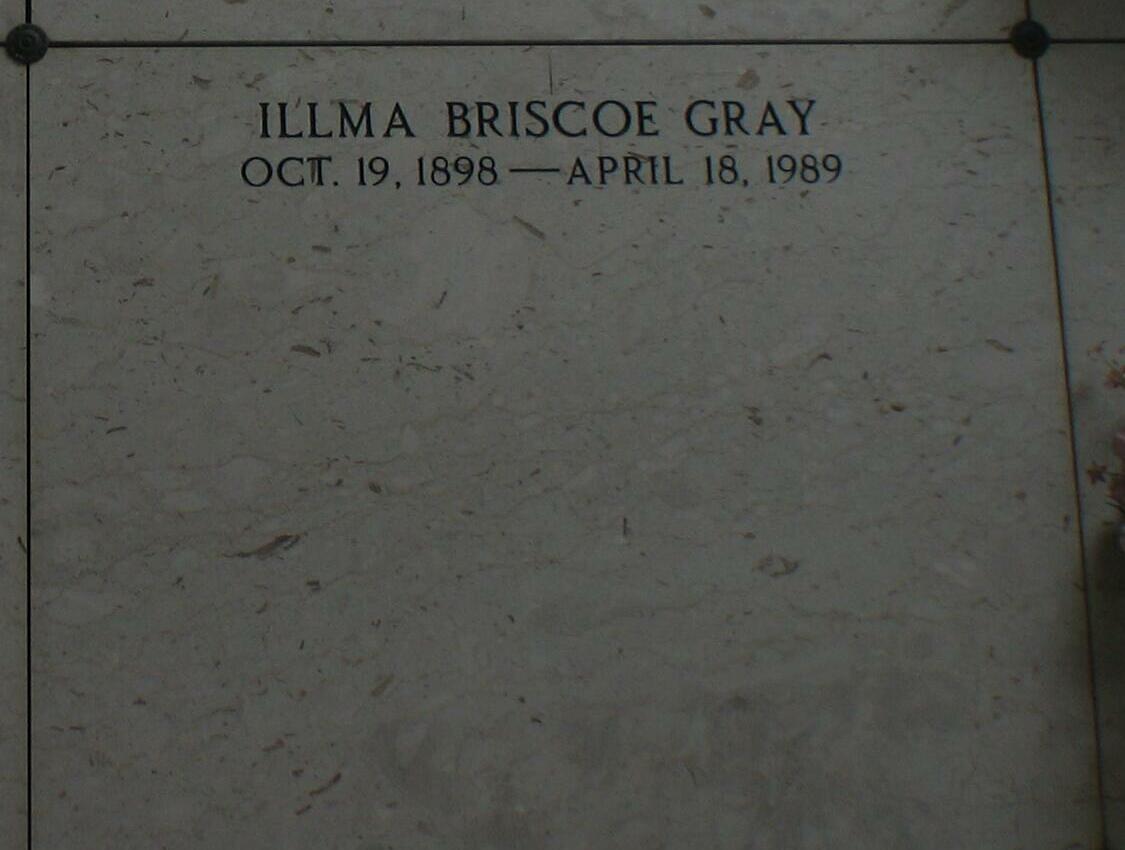 ILLMA BRISCOE GRAY
OCT. 19, 1898 — APRIL 18, 1989